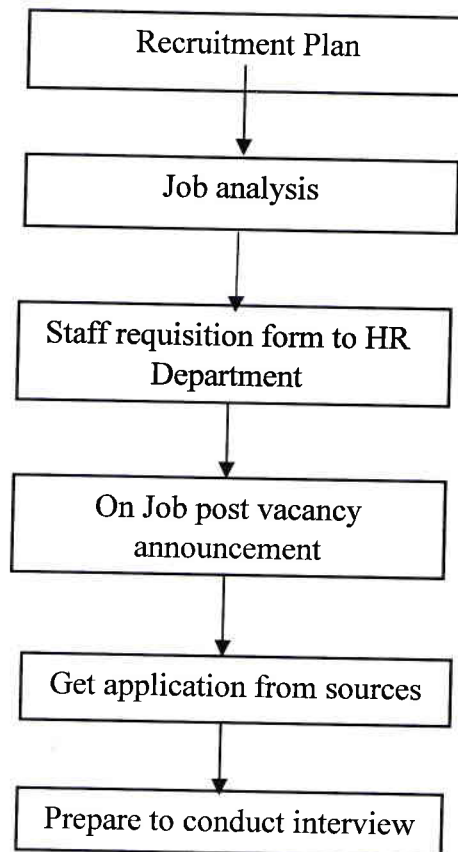 Recruitment Plan
Job analysis
Staff requisition form to HR
Department
On Job post vacancy
announcement
Get application from sources
Prepare to conduct interview